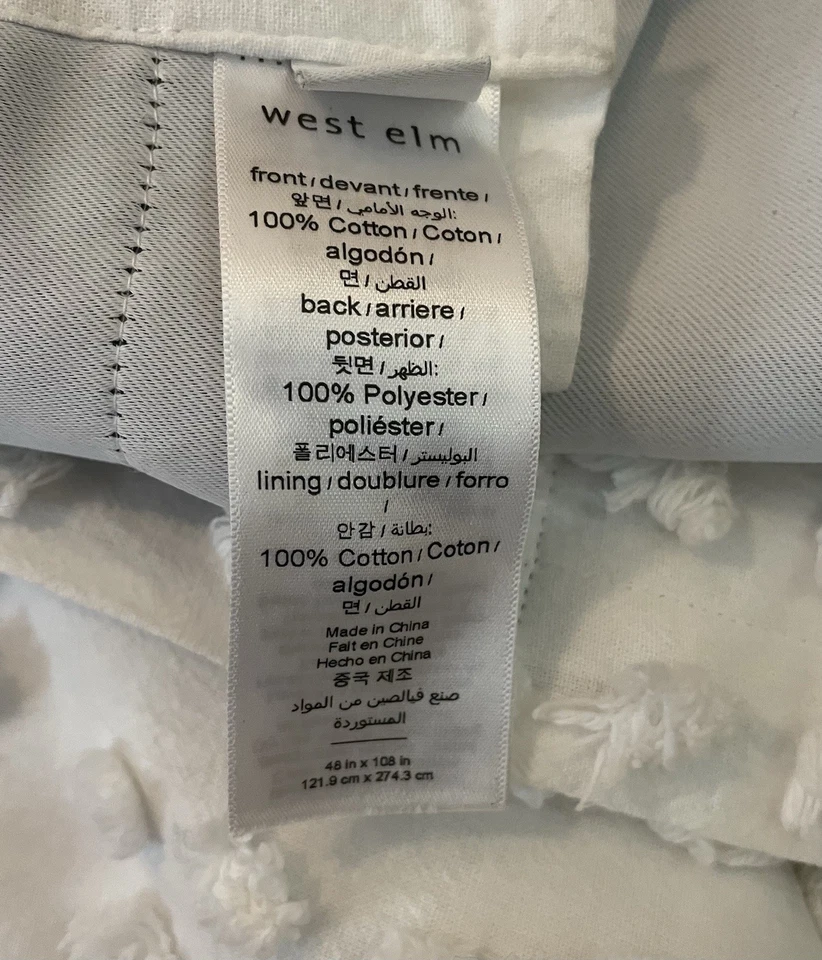 west elm
front/devant/frente/
앞면/الوجه الأمامي:
100% Cotton/Coton/
algodón/
면/القطن
back/arriere/
posterior/
뒷면/الظهر:
100% Polyester/
poliéster/
폴리에스터/البوليستر
lining/doublure/forro
/
안감/بطانة:
100% Cotton/Coton/
algodón/
면/القطن
Made in China
Fait en Chine
Hecho en China
중국 제조
صنع فيالصين من المواد
المستوردة
48 in x 108 in
121.9 cm x 274.3 cm